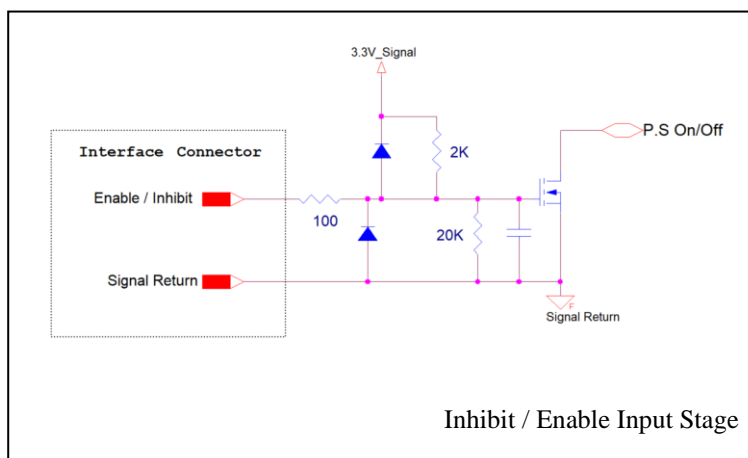 3.3V_Signal
P.S On/Off
Interface Connector
2K
Enable / Inhibit
100
20K
Signal Return
F
Signal Return
Inhibit / Enable Input Stage